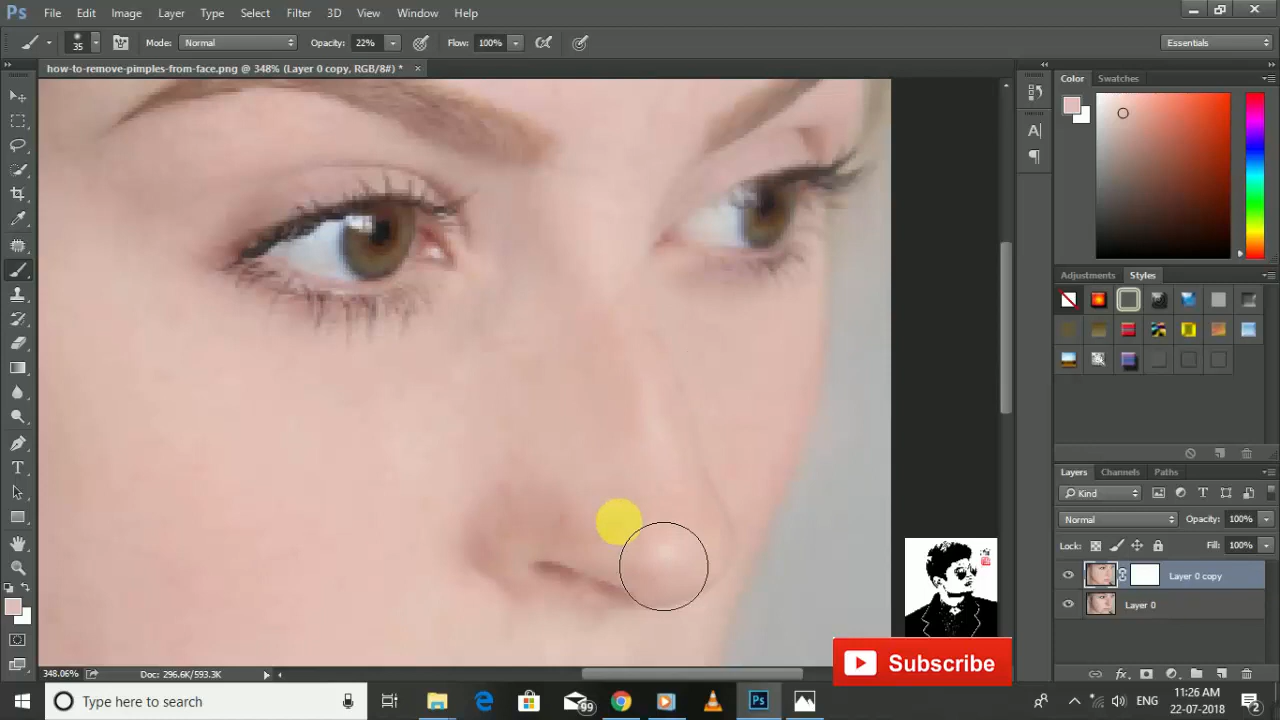 Ps File Edit Image Layer Type Select Filter 3D View Window Help
35 Mode: Normal Opacity: 22% Flow: 100% Essentials
how-to-remove-pimples-from-face.png @ 348% (Layer 0 copy, RGB/8#) *
Color Swatches
Adjustments Styles
Layers Channels Paths
Kind
Normal Opacity: 100%
Lock: Fill: 100%
Layer 0 copy
Layer 0
Subscribe
348.06% Doc: 296.6K/593.3K
Type here to search
99
Ps
ENG
11:26 AM
22-07-2018
2